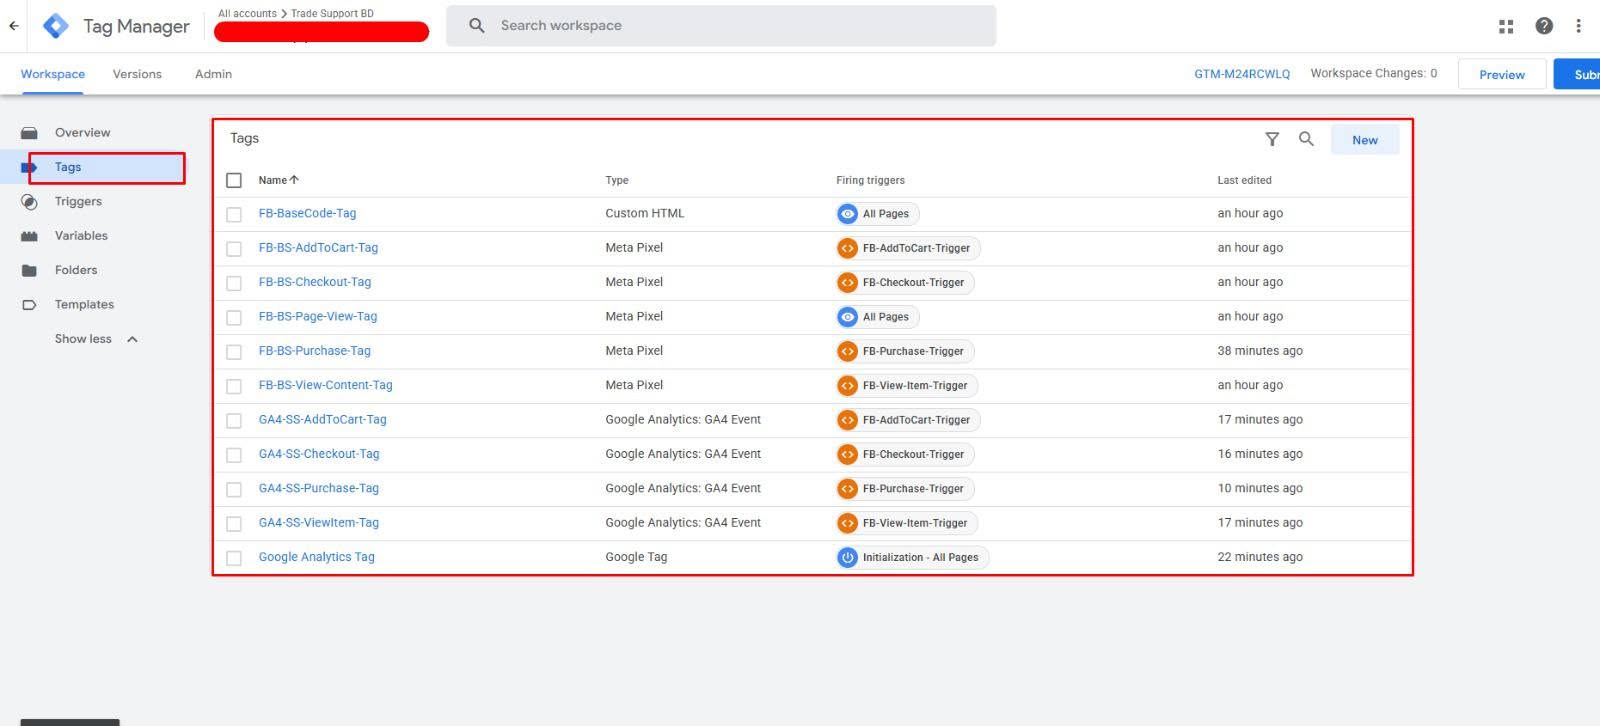 All accounts > Trade Support BD
Tag Manager
Search workspace
Workspace Versions Admin
GTM-M24RCWLQ Workspace Changes: 0 Preview Subr
Overview
Tags
Triggers
Variables
Folders
Templates
Show less
Tags
New
Name Type Firing triggers Last edited
FB-BaseCode-Tag Custom HTML All Pages an hour ago
FB-BS-AddToCart-Tag Meta Pixel FB-AddToCart-Trigger an hour ago
FB-BS-Checkout-Tag Meta Pixel FB-Checkout-Trigger an hour ago
FB-BS-Page-View-Tag Meta Pixel All Pages an hour ago
FB-BS-Purchase-Tag Meta Pixel FB-Purchase-Trigger 38 minutes ago
FB-BS-View-Content-Tag Meta Pixel FB-View-Item-Trigger an hour ago
GA4-SS-AddToCart-Tag Google Analytics: GA4 Event FB-AddToCart-Trigger 17 minutes ago
GA4-SS-Checkout-Tag Google Analytics: GA4 Event FB-Checkout-Trigger 16 minutes ago
GA4-SS-Purchase-Tag Google Analytics: GA4 Event FB-Purchase-Trigger 10 minutes ago
GA4-SS-ViewItem-Tag Google Analytics: GA4 Event FB-View-Item-Trigger 17 minutes ago
Google Analytics Tag Google Tag Initialization - All Pages 22 minutes ago